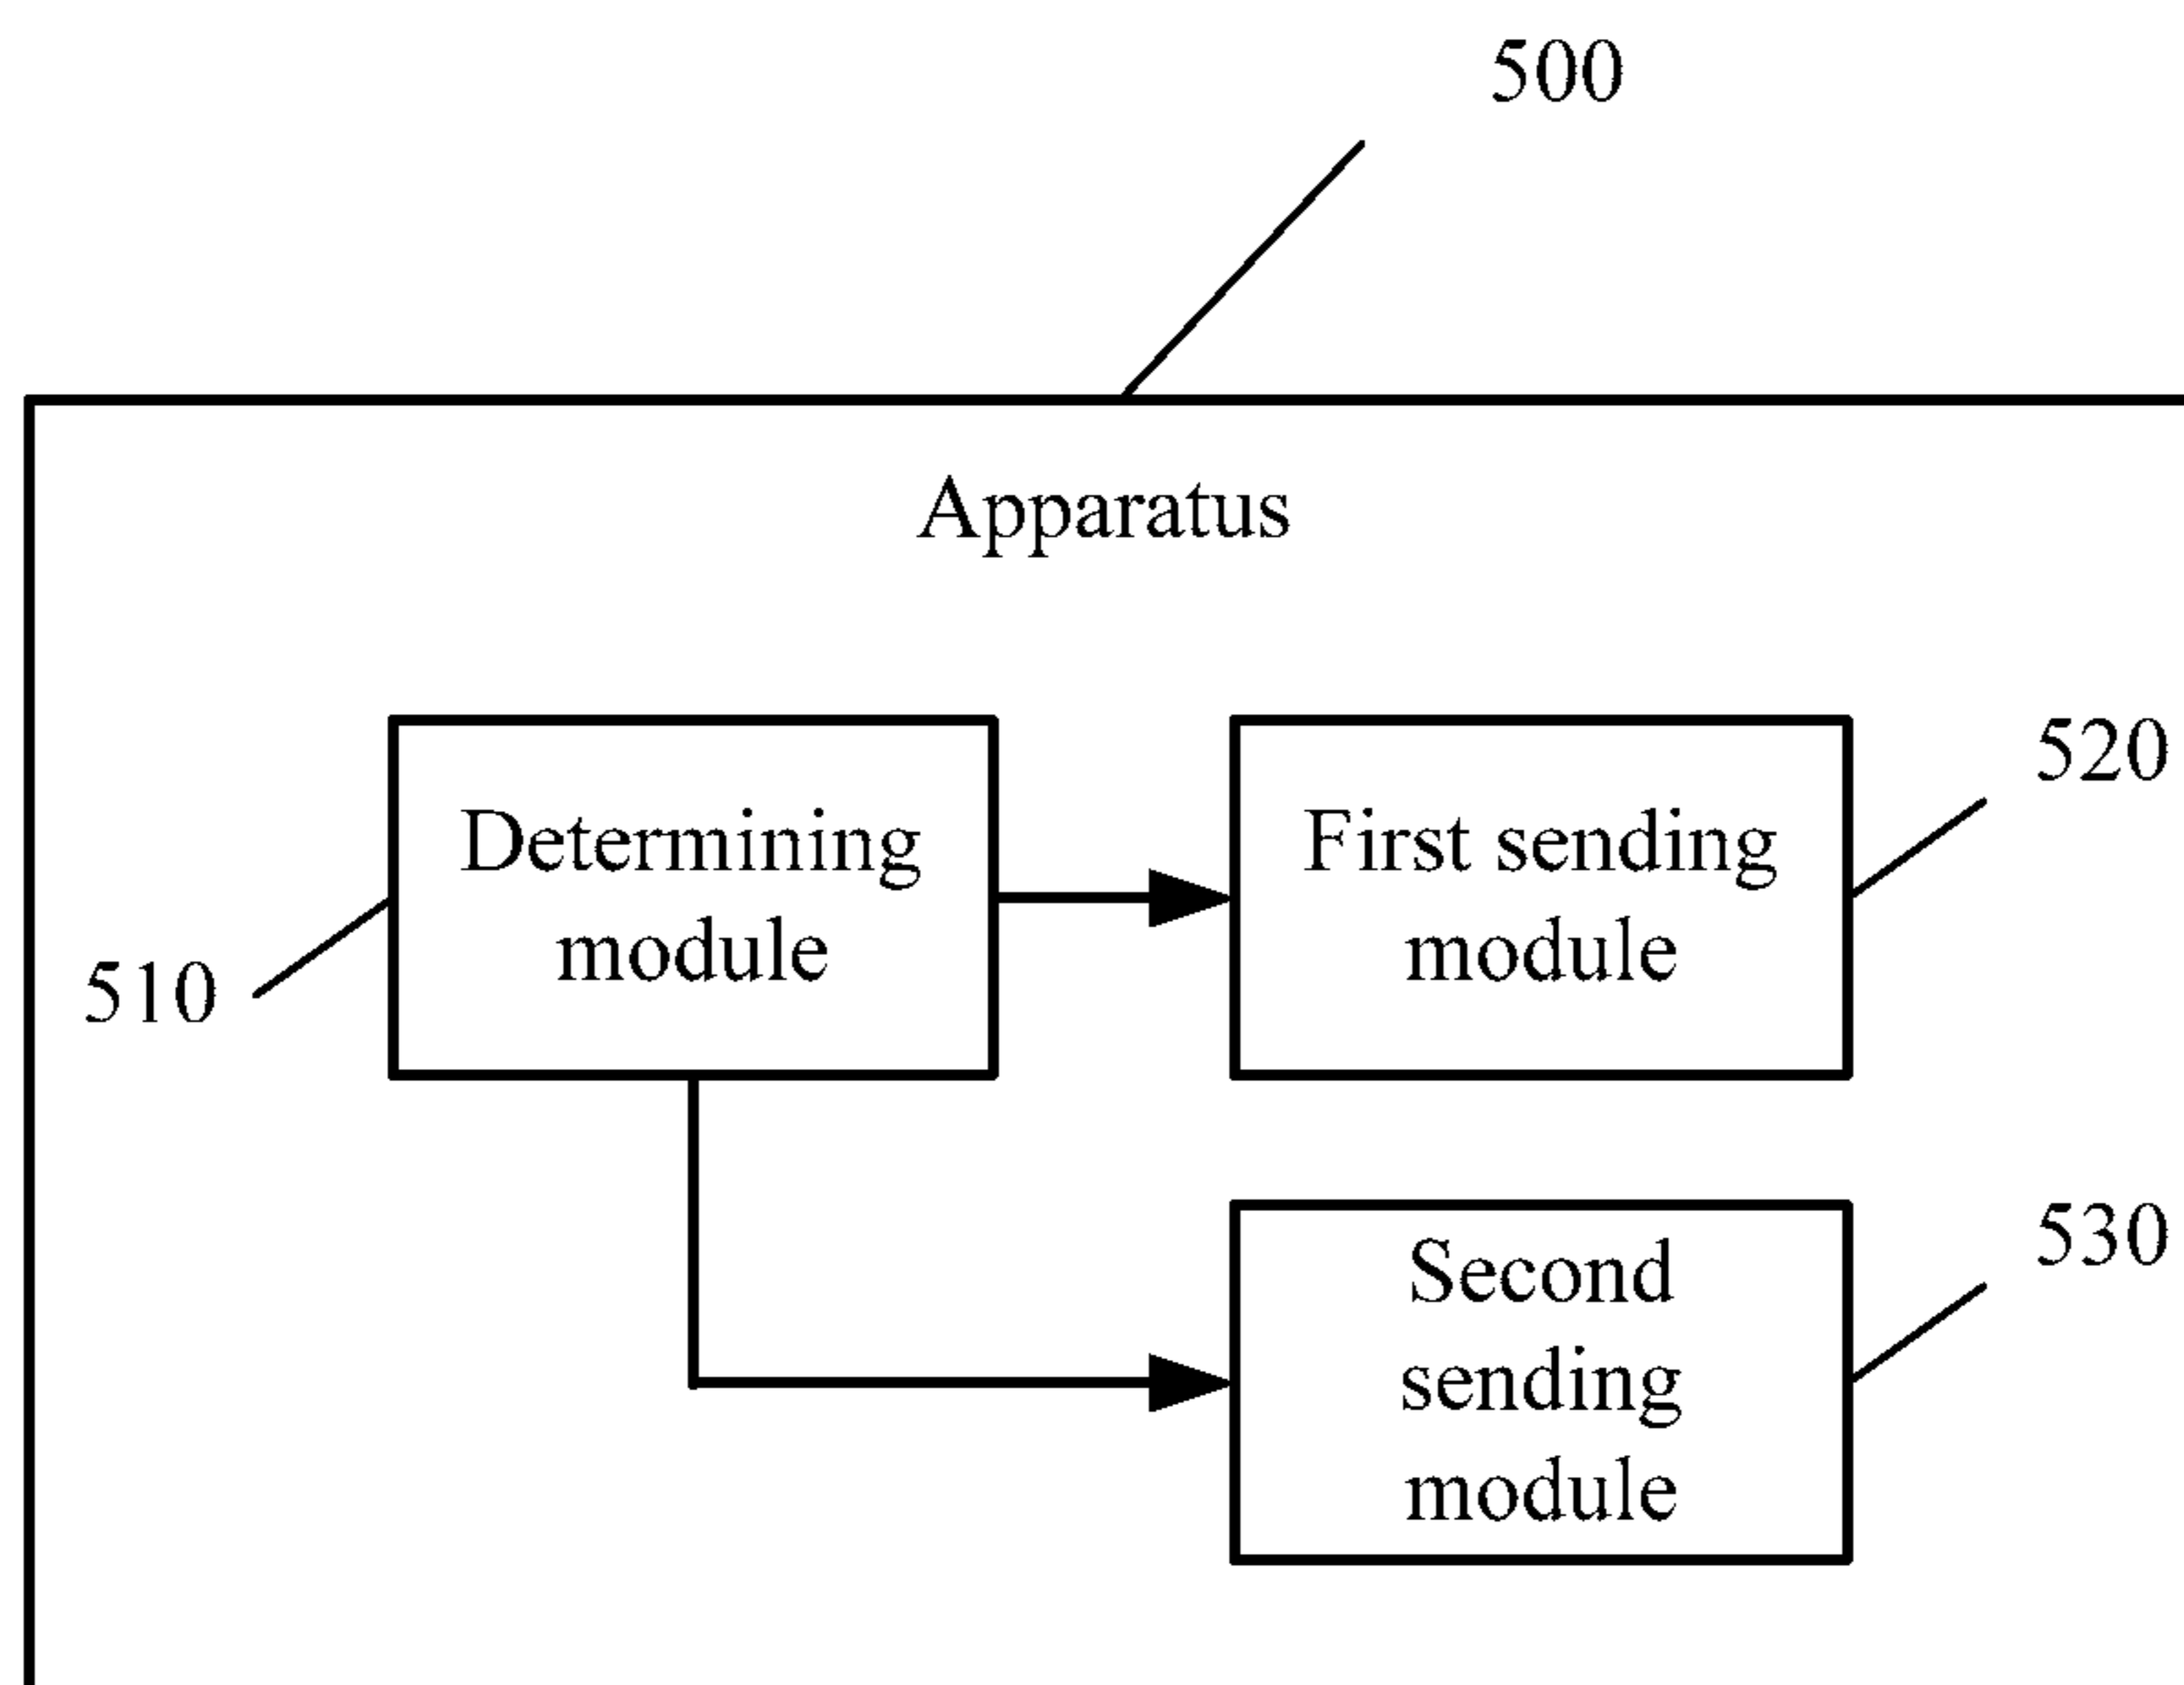 500
Apparatus
520
Determining
module
First sending
module
510
530
Second
sending
module